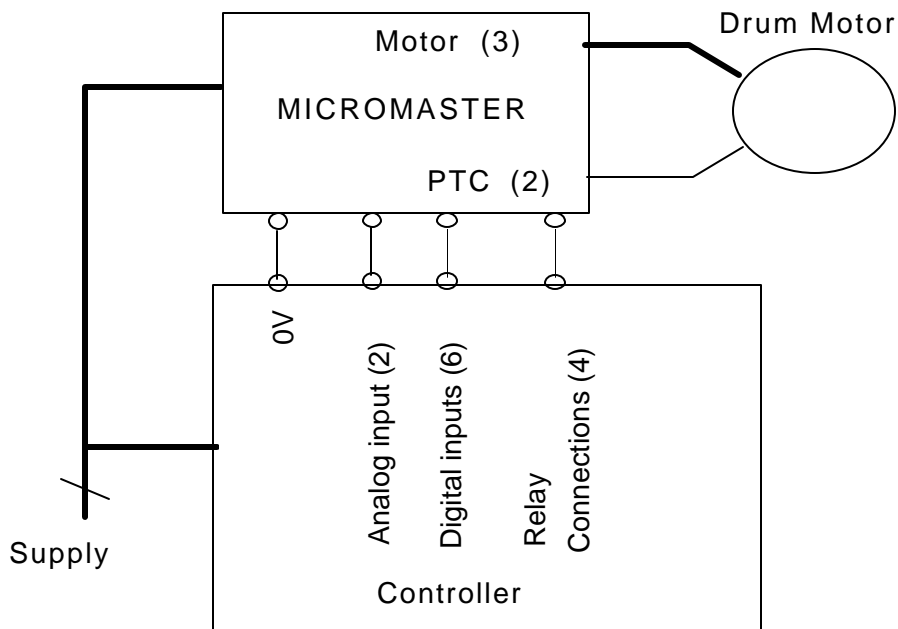 Drum Motor
Motor (3)
MICROMASTER
PTC (2)
0V
Analog input (2)
Digital inputs (6)
Relay
Connections (4)
Supply
Controller